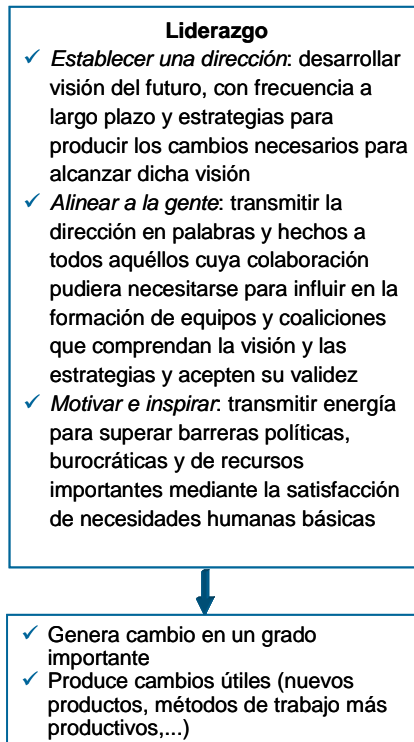 Liderazgo
✓ Establecer una dirección: desarrollar
visión del futuro, con frecuencia a
largo plazo y estrategias para
producir los cambios necesarios para
alcanzar dicha visión
✓ Alinear a la gente: transmitir la
dirección en palabras y hechos a
todos aquéllos cuya colaboración
pudiera necesitarse para influir en la
formación de equipos y coaliciones
que comprendan la visión y las
estrategias y acepten su validez
✓ Motivar e inspirar: transmitir energía
para superar barreras políticas,
burocráticas y de recursos
importantes mediante la satisfacción
de necesidades humanas básicas
✓ Genera cambio en un grado
importante
✓ Produce cambios útiles (nuevos
productos, métodos de trabajo más
productivos,...)